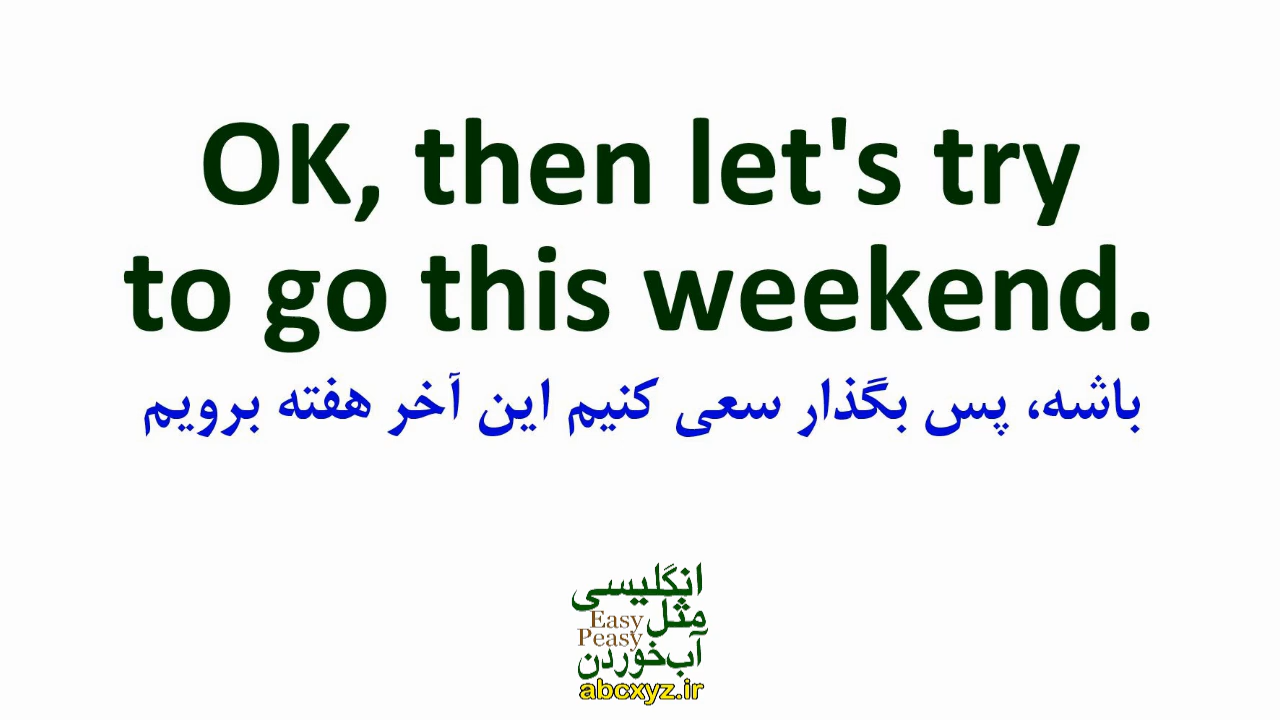 OK, then let's try
to go this weekend.
باشه، پس بگذار سعی کنیم این آخر هفته برویم
انگلیسی
مثل
Easy
Peasy
آب‌خوردن
abcxyz.ir